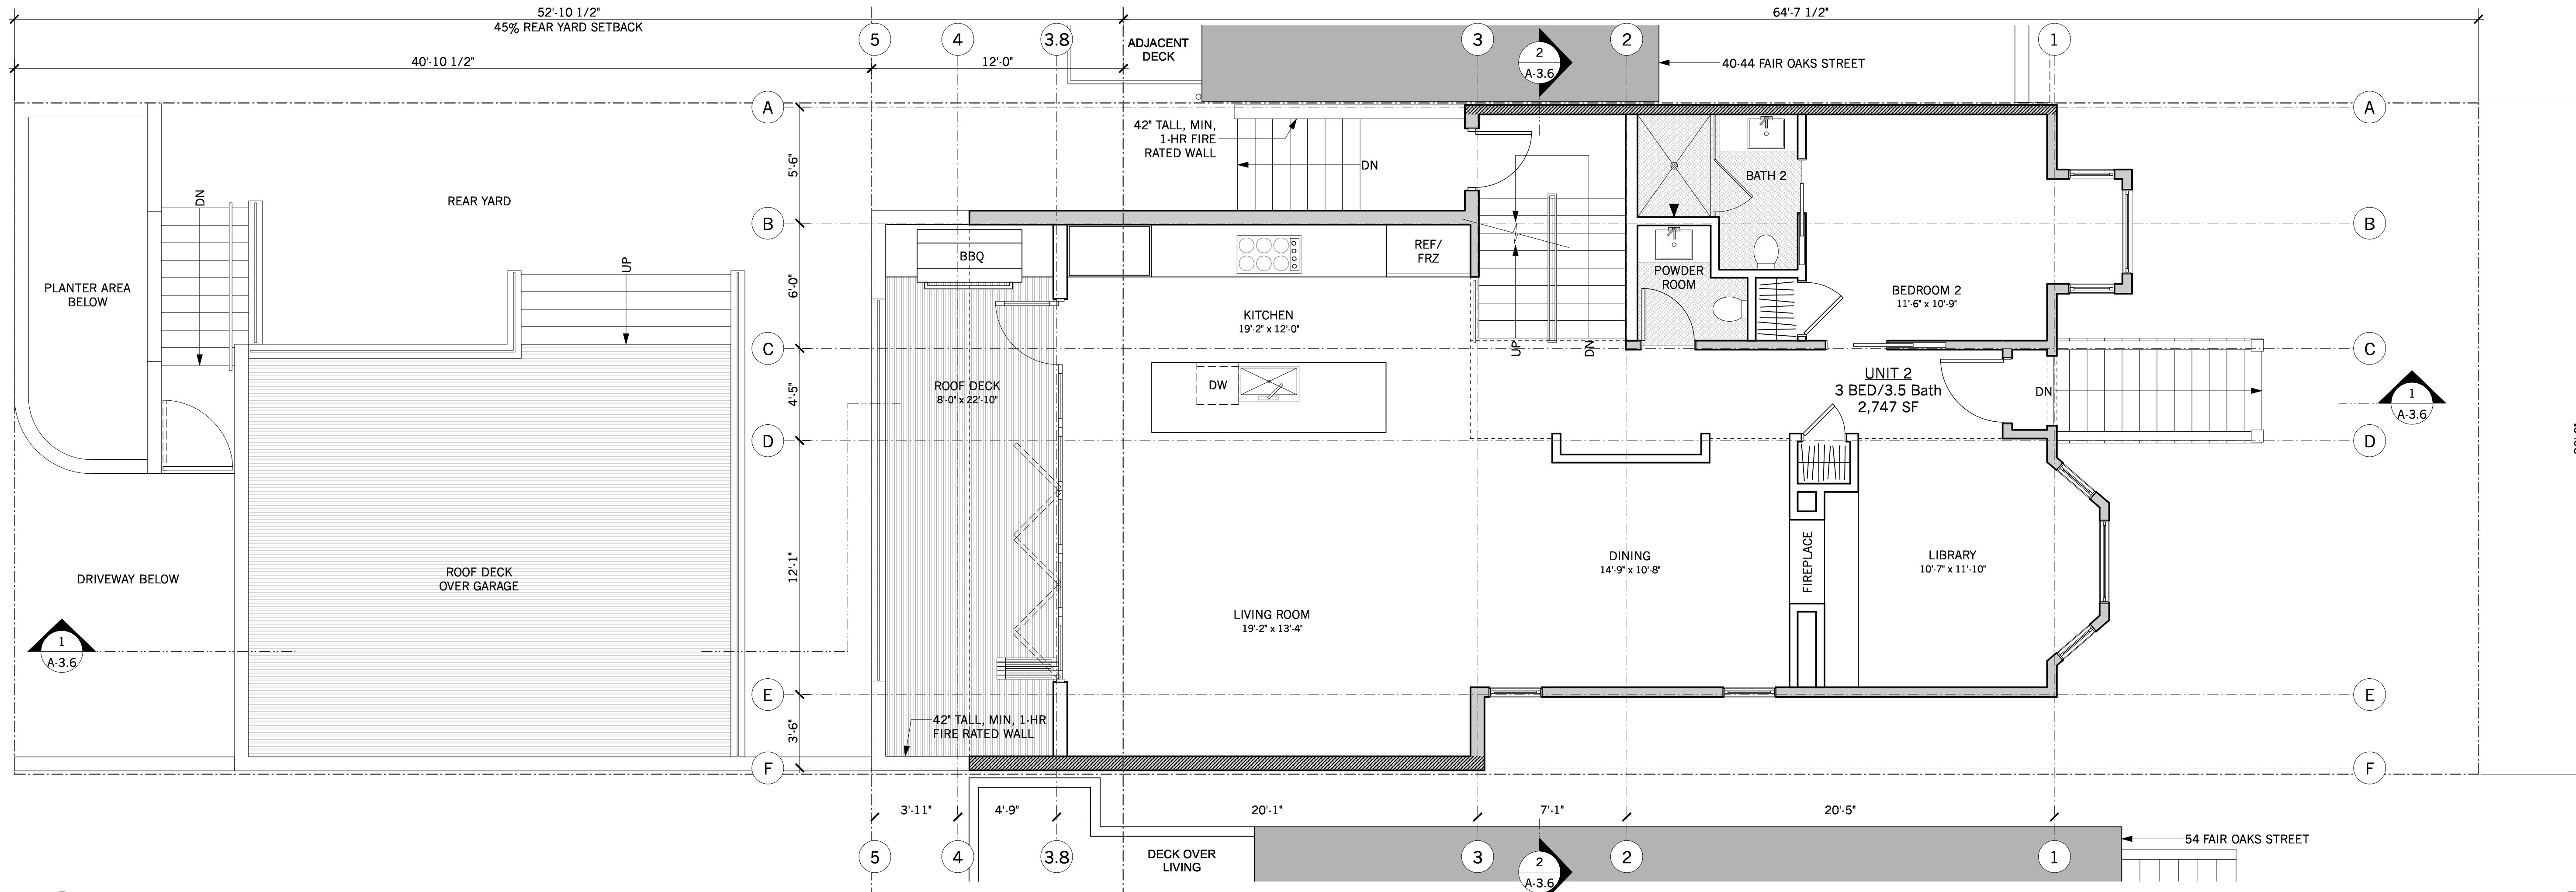 52'-10 1/2"
64'-7 1/2"
45% REAR YARD SETBACK
5
4
3.8
ADJACENT
DECK
3
2
A-3.6
2
1
40'-10 1/2"
12'-0"
40-44 FAIR OAKS STREET
A
A
42" TALL, MIN,
1-HR FIRE
RATED WALL
DN
5'-6"
BATH 2
DN
REAR YARD
B
B
BBQ
REF/
FRZ
UP
POWDER
ROOM
PLANTER AREA
BELOW
6'-0"
BEDROOM 2
11'-6" x 10'-9"
KITCHEN
19'-2" x 12'-0"
C
UP
DN
C
UNIT 2
3 BED/3.5 Bath
2,747 SF
ROOF DECK
8'-0" x 22'-10"
DW
4'-5"
DN
1
A-3.6
D
D
DINING
14'-9" x 10'-8"
FIREPLACE
LIBRARY
10'-7" x 11'-10"
12'-1"
DRIVEWAY BELOW
ROOF DECK
OVER GARAGE
LIVING ROOM
19'-2" x 13'-4"
1
A-3.6
E
E
42" TALL, MIN, 1-HR
FIRE RATED WALL
3'-6"
F
F
3'-11"
4'-9"
20'-1"
7'-1"
20'-5"
54 FAIR OAKS STREET
5
4
3.8
DECK OVER
LIVING
3
2
A-3.6
2
1